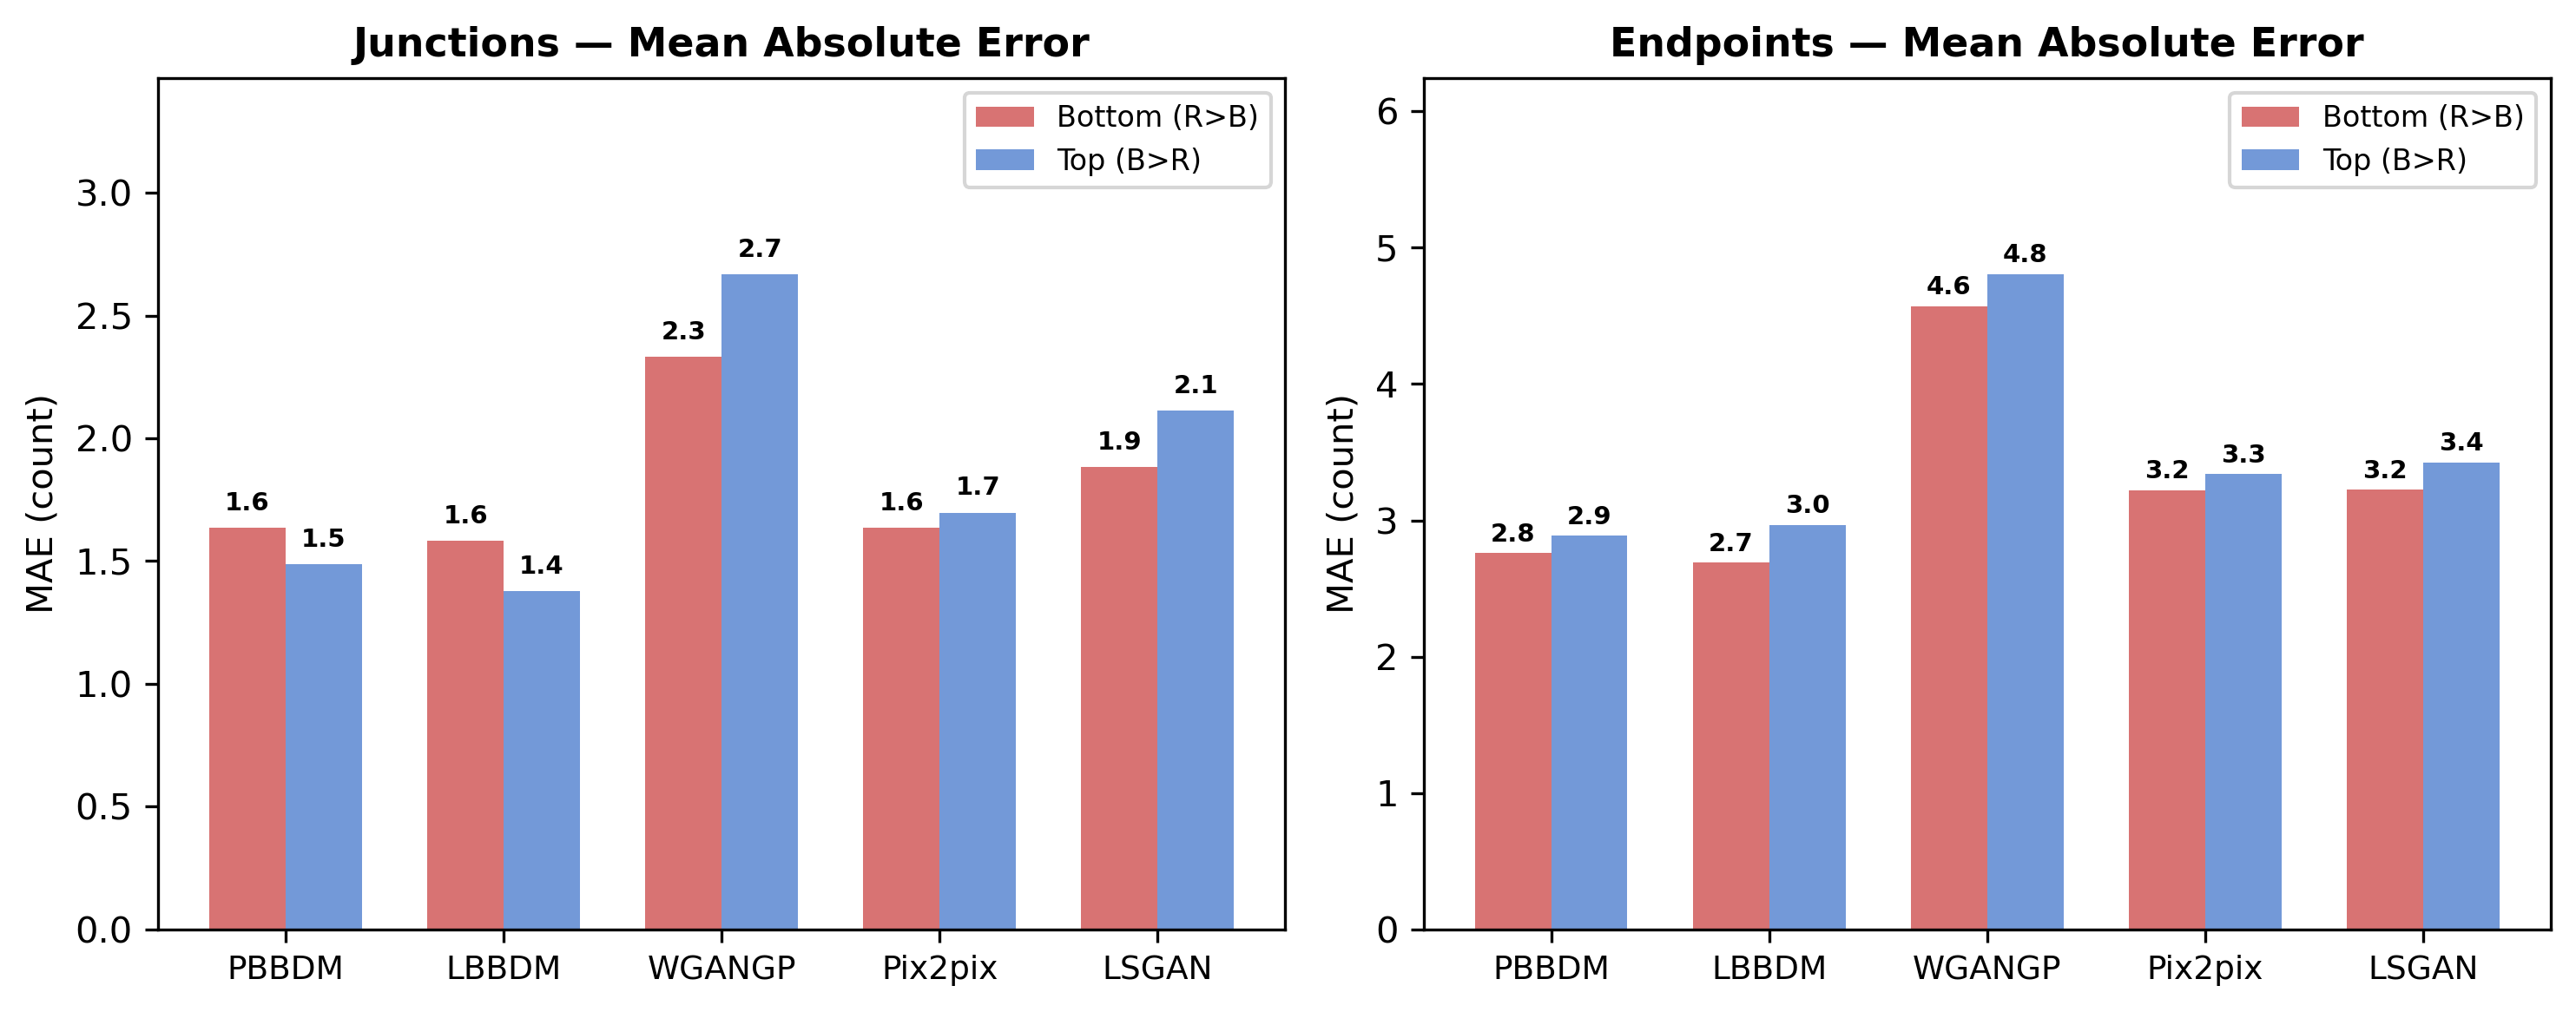 Junctions — Mean Absolute Error
MAE (count)
3.0
2.5
2.0
1.5
1.0
0.5
0.0
Bottom (R>B)
Top (B>R)
1.6
1.5
1.6
1.4
2.3
2.7
1.6
1.7
1.9
2.1
PBBDM
LBBDM
WGANGP
Pix2pix
LSGAN
Endpoints — Mean Absolute Error
MAE (count)
6
5
4
3
2
1
0
Bottom (R>B)
Top (B>R)
2.8
2.9
2.7
3.0
4.6
4.8
3.2
3.3
3.2
3.4
PBBDM
LBBDM
WGANGP
Pix2pix
LSGAN